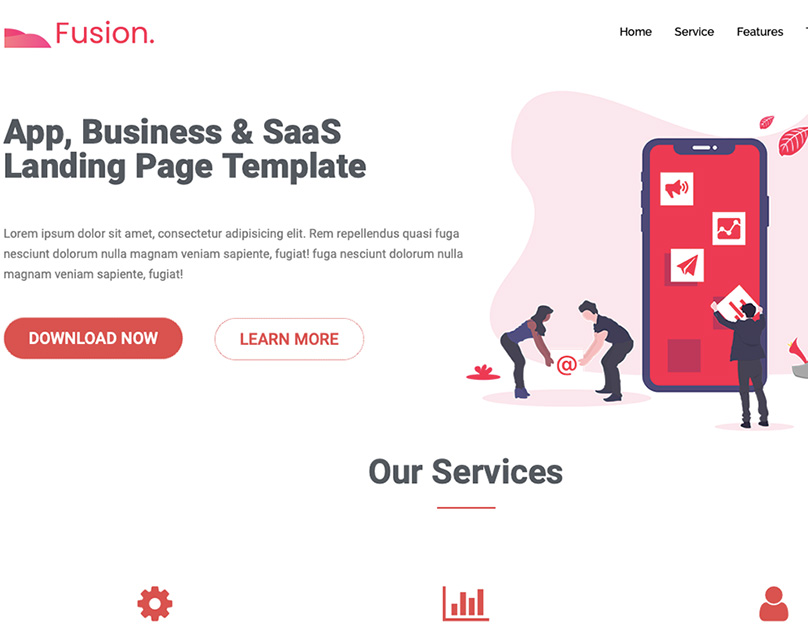 Fusion.
Home Service Features
App, Business & SaaS
Landing Page Template
Lorem ipsum dolor sit amet, consectetur adipisicing elit. Rem repellendus quasi fuga
nesciunt dolorum nulla magnam veniam sapiente, fugiat! fuga nesciunt dolorum nulla
magnam veniam sapiente, fugiat!
DOWNLOAD NOW
LEARN MORE
@
Our Services